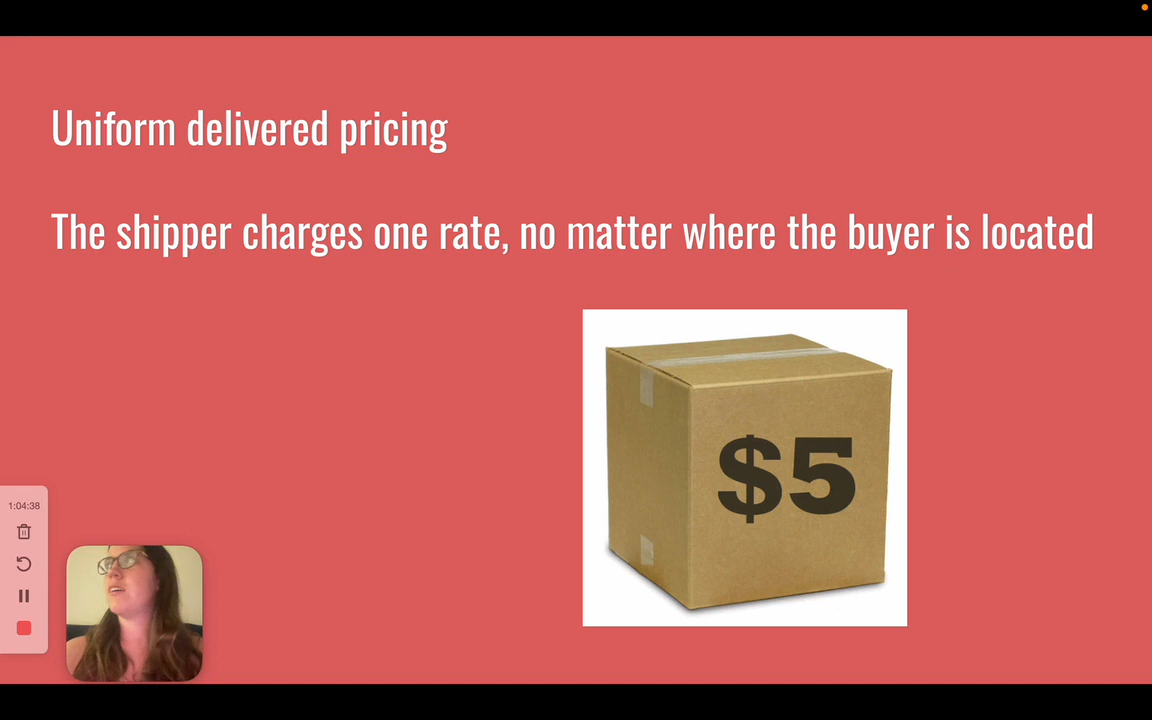 Uniform delivered pricing
The shipper charges one rate, no matter where the buyer is located
$5
1:04:38